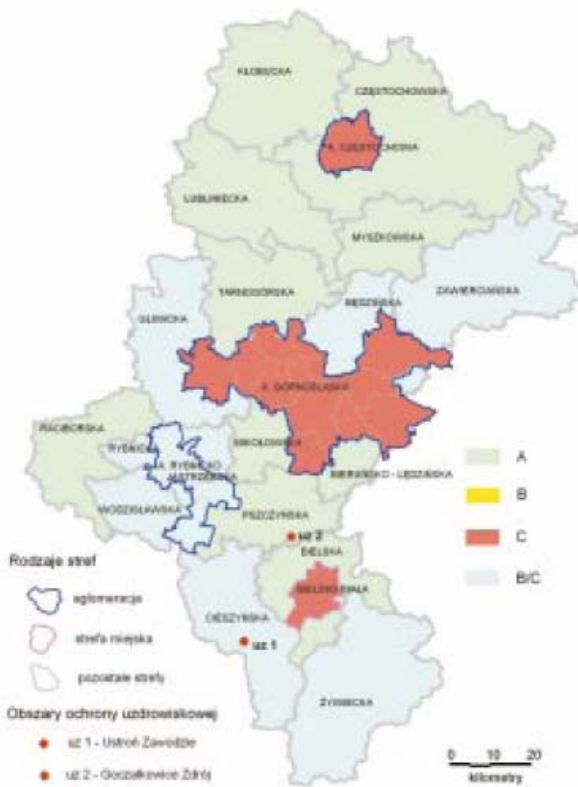 KŁOBUCKA
CZĘSTOCHOWSKA
A. CZĘSTOCHOWA
LUBLINIECKA
MYSZKOWSKA
TARNOGÓRSKA
BĘDZIŃSKA
ZAWIERCIAŃSKA
GLIWICKA
A. GÓRNOŚLĄSKA
RACIBORSKA
MIKOŁOWSKA
BIERUŃSKO - LĘDZIŃSKA
WODZISŁAWSKA
PSZCZYŃSKA
uz 2
BIELSKA
BIELSKO-BIAŁA
CIESZYŃSKA
uz 1
ŻYWIECKA
A
B
C
B/C
Rodzaje stref
aglomeracja
strefa miejska
pozostałe strefy
Obszary ochrony uzdrowiskowej
uz 1 - Ustroń Zawodzie
uz 2 - Goczałkowice Zdrój
0 10 20
kilometry